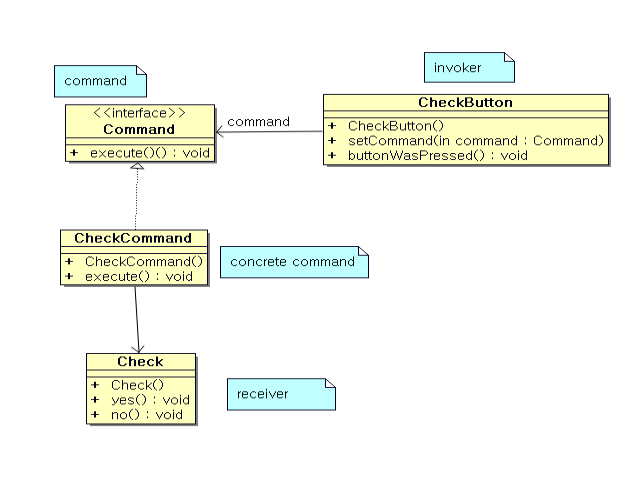 command
<<interface>>
Command
+ execute()() : void
command
invoker
CheckButton
+ CheckButton()
+ setCommand(in command : Command)
+ buttonWasPressed() : void
CheckCommand
+ CheckCommand()
+ execute() : void
concrete command
Check
+ Check()
+ yes() : void
+ no() : void
receiver